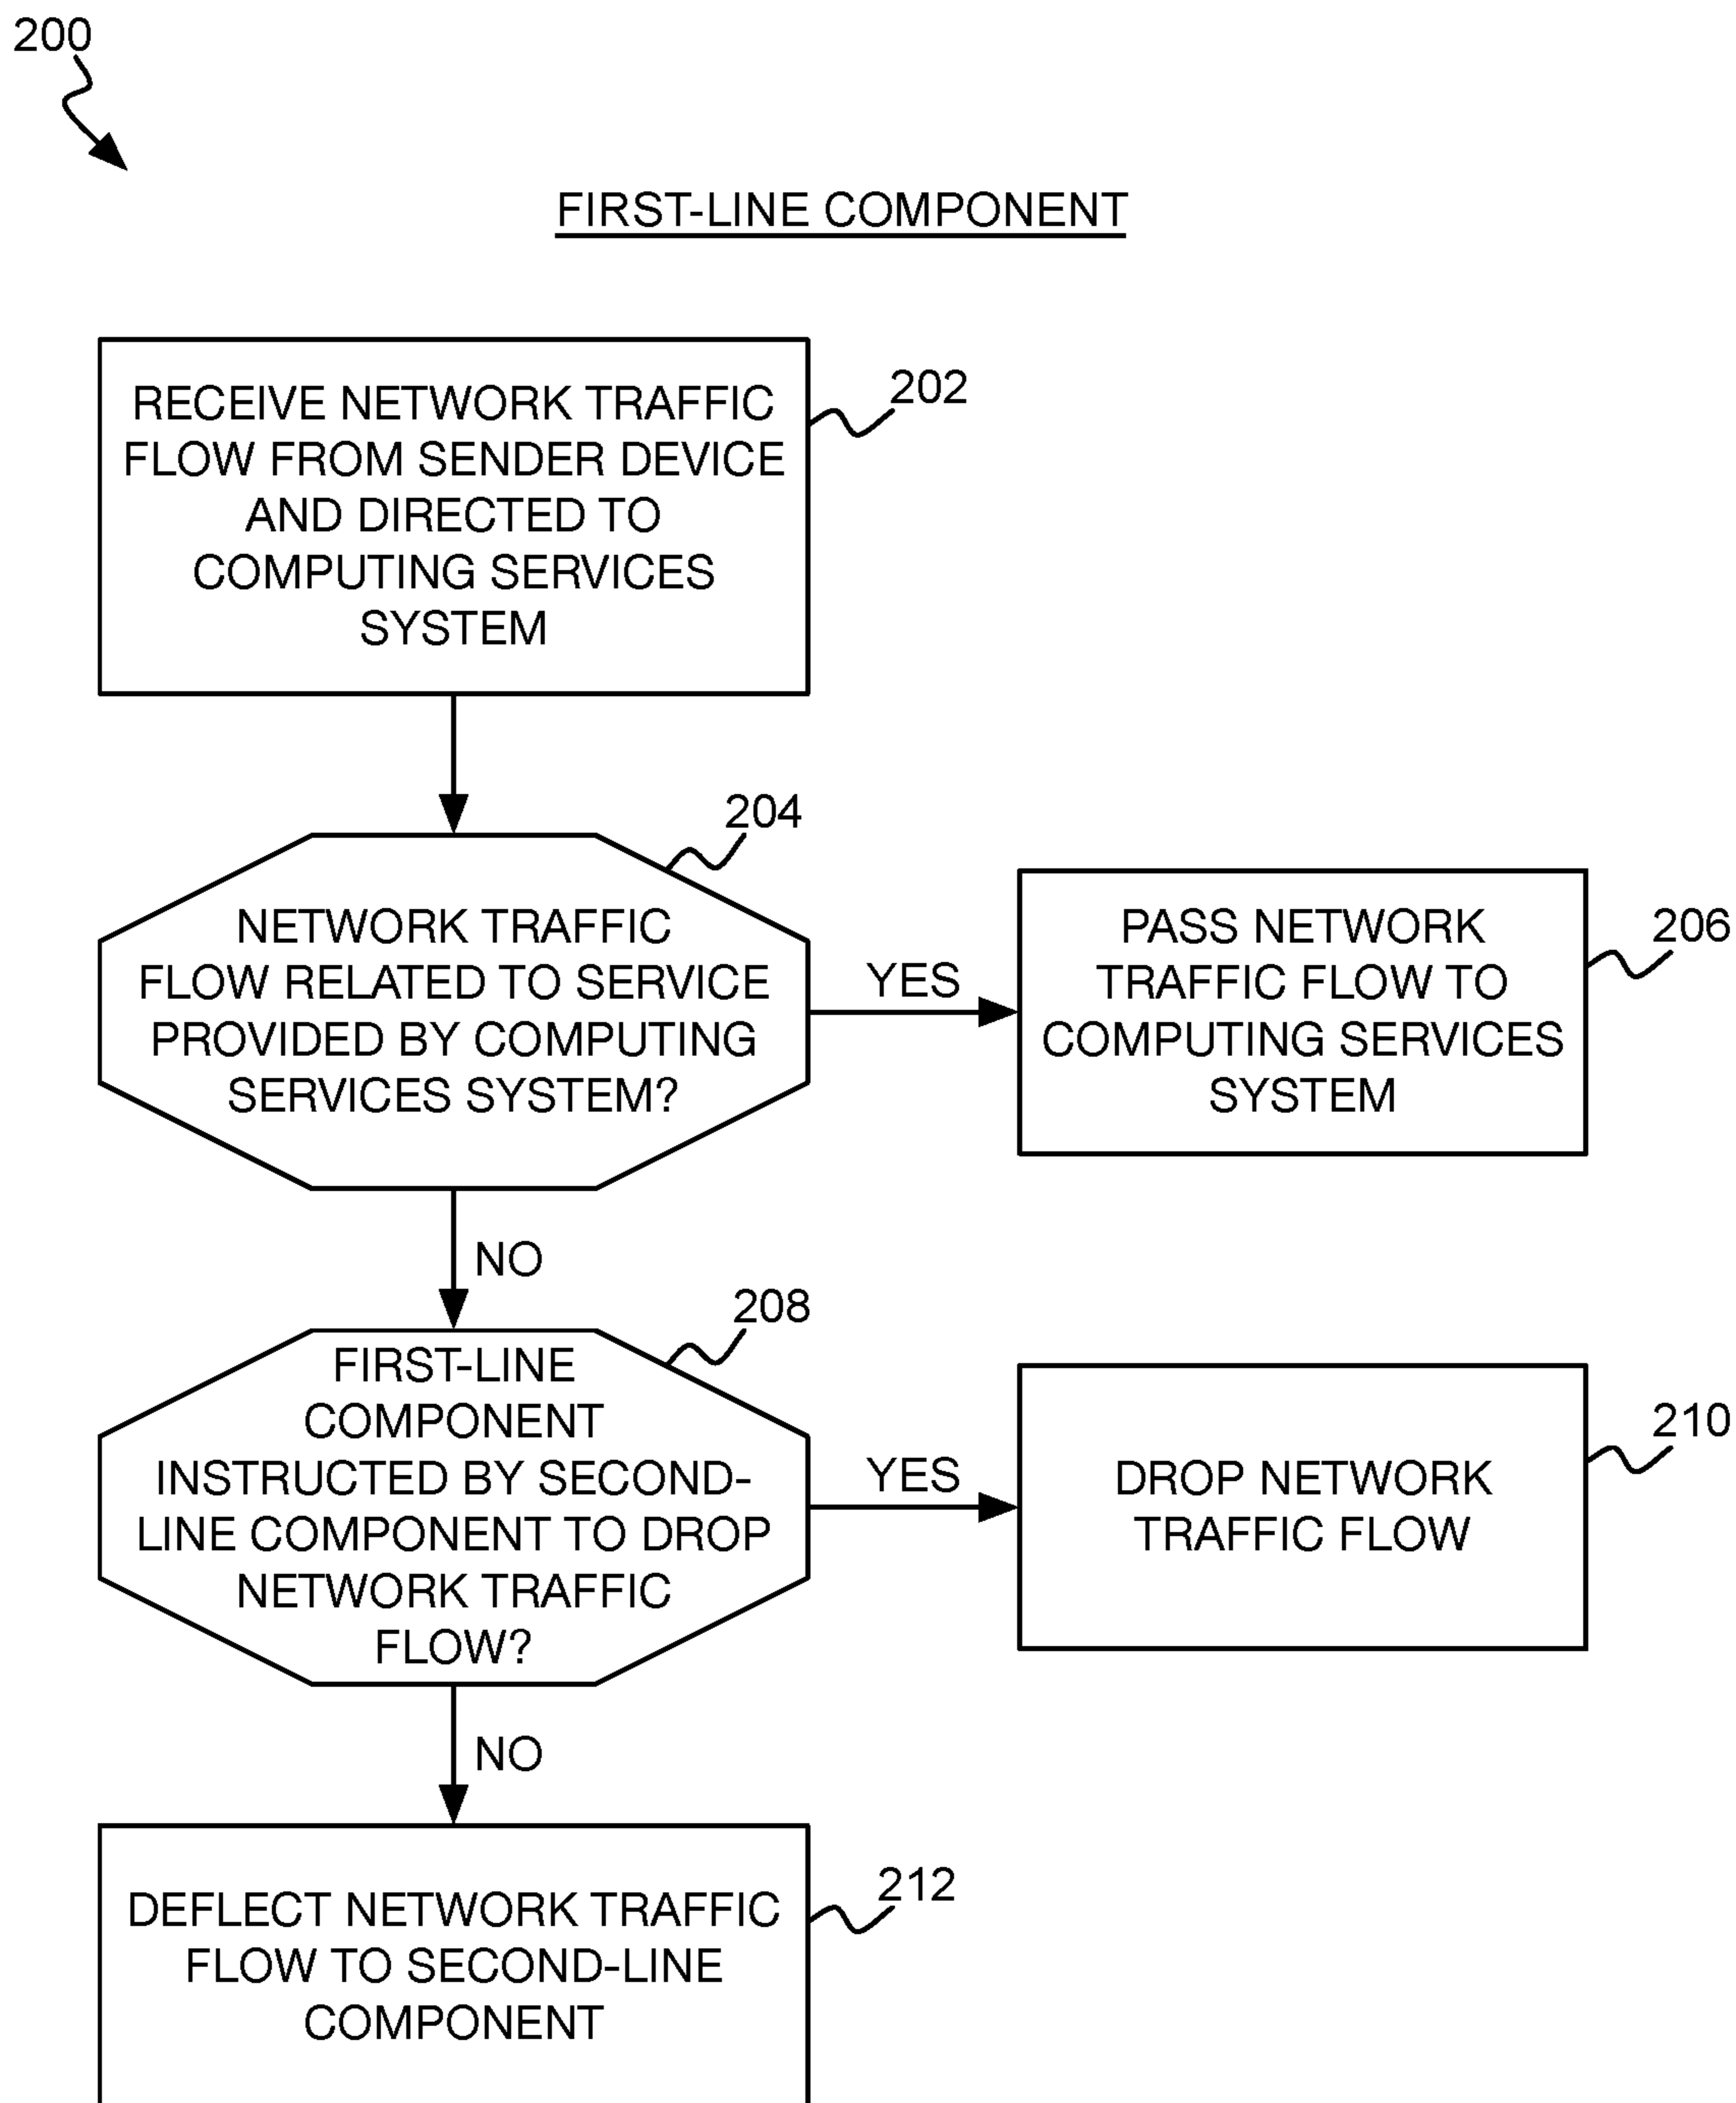 200
FIRST-LINE COMPONENT
RECEIVE NETWORK TRAFFIC
FLOW FROM SENDER DEVICE
AND DIRECTED TO
COMPUTING SERVICES
SYSTEM
202
204
NETWORK TRAFFIC
FLOW RELATED TO SERVICE
PROVIDED BY COMPUTING
SERVICES SYSTEM?
YES
PASS NETWORK
TRAFFIC FLOW TO
COMPUTING SERVICES
SYSTEM
206
NO
208
FIRST-LINE
COMPONENT
INSTRUCTED BY SECOND-
LINE COMPONENT TO DROP
NETWORK TRAFFIC
FLOW?
YES
DROP NETWORK
TRAFFIC FLOW
210
NO
DEFLECT NETWORK TRAFFIC
FLOW TO SECOND-LINE
COMPONENT
212